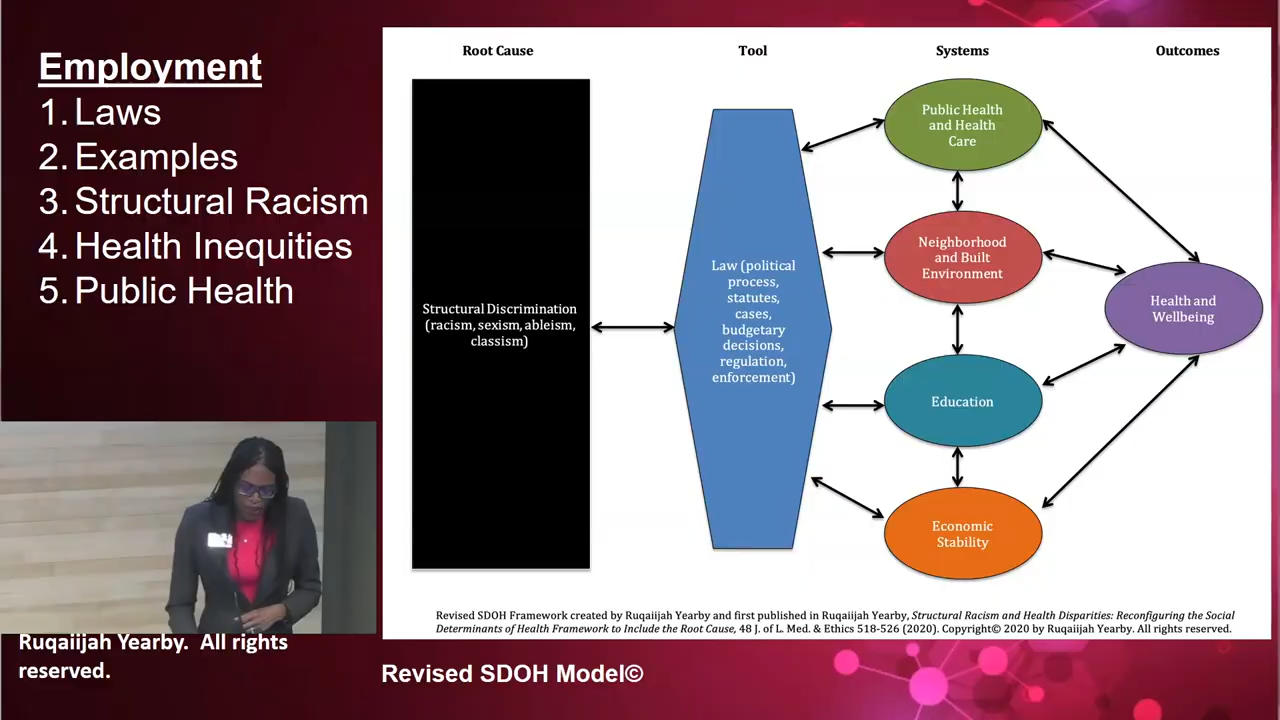 Employment
1. Laws
2. Examples
3. Structural Racism
4. Health Inequities
5. Public Health
Ruqaiijah Yearby. All rights
reserved.
Root Cause
Tool
Systems
Outcomes
Structural Discrimination
(racism, sexism, ableism,
classism)
Law (political
process,
statutes,
cases,
budgetary
decisions,
regulation,
enforcement)
Public Health
and Health
Care
Neighborhood
and Built
Environment
Education
Economic
Stability
Health and
Wellbeing
Revised SDOH Framework created by Ruqaiijah Yearby and first published in Ruqaiijah Yearby, Structural Racism and Health Disparities: Reconfiguring the Social
Determinants of Health Framework to Include the Root Cause, 48 J. of L. Med. & Ethics 518-526 (2020). Copyright© 2020 by Ruqaiijah Yearby. All rights reserved.
Revised SDOH Model©